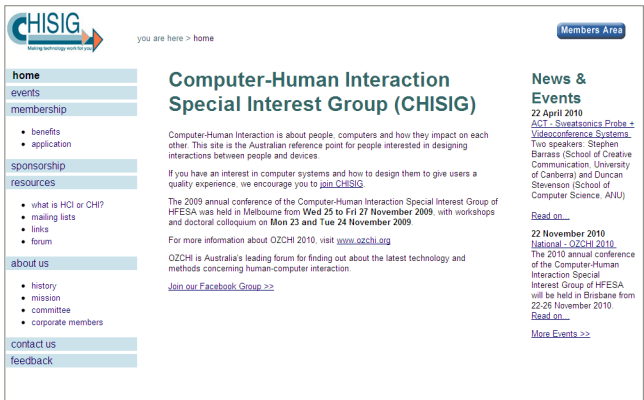 CHISIG
Making technology work for you
you are here > home
Members Area
home
events
membership
benefits
application
sponsorship
resources
what is HCI or CHI?
mailing lists
links
forum
about us
history
mission
committee
corporate members
contact us
feedback
Computer-Human Interaction
Special Interest Group (CHISIG)
Computer-Human Interaction is about people, computers and how they impact on each
other. This site is the Australian reference point for people interested in designing
interactions between people and devices.
If you have an interest in computer systems and how to design them to give users a
quality experience, we encourage you to join CHISIG.
The 2009 annual conference of the Computer-Human Interaction Special Interest Group of
HFESA was held in Melbourne from Wed 25 to Fri 27 November 2009, with workshops
and doctoral colloquium on Mon 23 and Tue 24 November 2009.
For more information about OZCHI 2010, visit www.ozchi.org
OZCHI is Australia's leading forum for finding out about the latest technology and
methods concerning human-computer interaction.
Join our Facebook Group >>
News &
Events
22 April 2010
ACT - Sweatsonics Probe +
Videoconference Systems
Two speakers: Stephen
Barrass (School of Creative
Communication, University
of Canberra) and Duncan
Stevenson (School of
Computer Science, ANU)
Read on...
22 November 2010
National - OZCHI 2010
The 2010 annual conference
of the Computer-Human
Interaction Special
Interest Group of HFESA
will be held in Brisbane from
22-26 November 2010.
Read on...
More Events >>